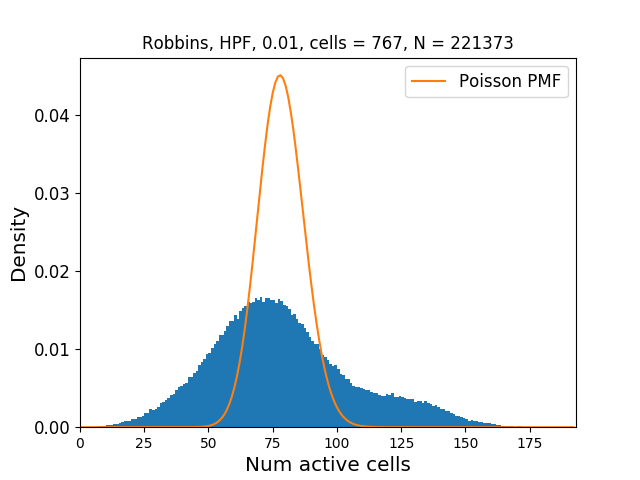 Robbins, HPF, 0.01, cells = 767, N = 221373
Poisson PMF
Density
0.04
0.03
0.02
0.01
0.00
0 25 50 75 100 125 150 175
Num active cells